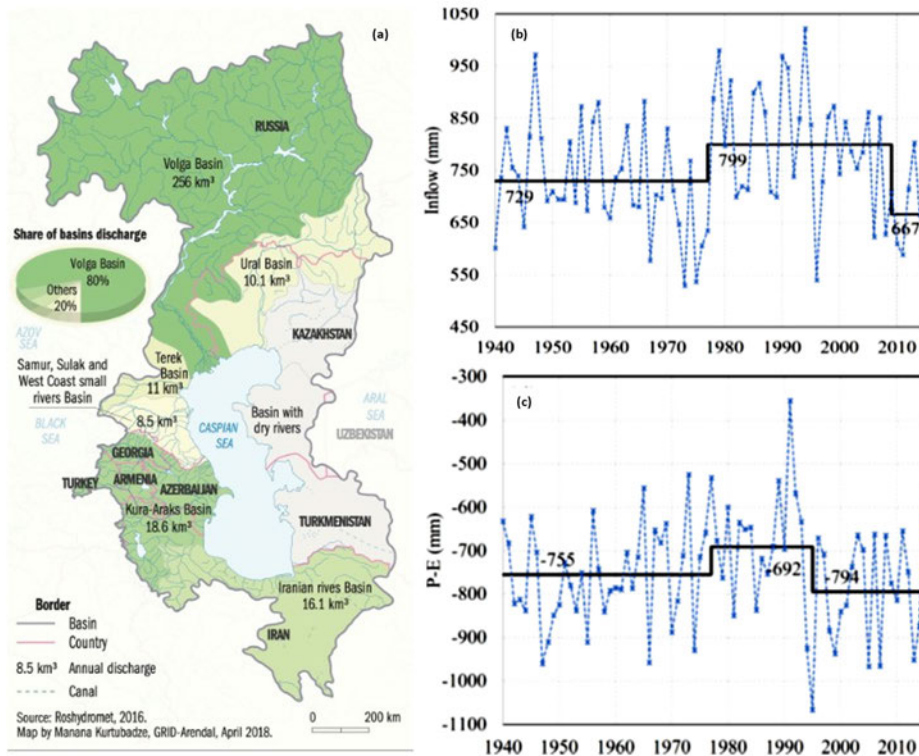 (a)
RUSSIA
Volga Basin
256 km³
Share of basins discharge
Volga Basin
80%
Others
20%
Ural Basin
10.1 km³
KAZAKHSTAN
AZOV
SEA
Terek
Basin
11 km³
Samur, Sulak and
West Coast small
rivers Basin
8.5 km³
BLACK
SEA
CASPIAN
SEA
Basin with
dry rivers
ARAL
SEA
UZBEKISTAN
GEORGIA
TURKEY
ARMENIA
AZERBAIJAN
Kura-Araks Basin
18.6 km³
TURKMENISTAN
Iranian rives Basin
16.1 km³
IRAN
Border
Basin
Country
8.5 km³ Annual discharge
Canal
Source: Roshydromet, 2016.
Map by Manana Kurtubadze, GRID-Arendal, April 2018.
0 200 km
(b)
Inflow (mm)
1050
950
850
750
650
550
450
729
799
667
1940 1950 1960 1970 1980 1990 2000 201
(c)
P-E (mm)
-300
-400
-500
-600
-700
-800
-900
-1000
-1100
-755
-692
-794
1940 1950 1960 1970 1980 1990 2000 201